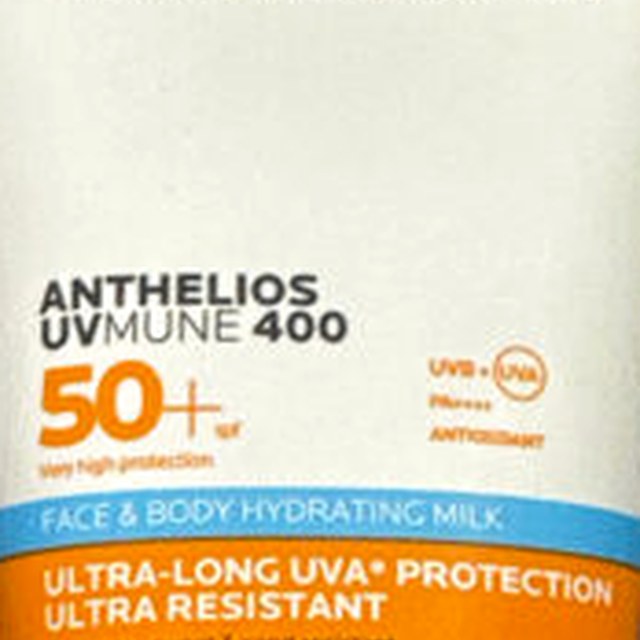 ANTHELIOS
UVMUNE 400
50+
SPF
Very high protection
UVB + UVA
PA++++
ANTIOXIDANT
FACE & BODY HYDRATING MILK
ULTRA-LONG UVA* PROTECTION
ULTRA RESISTANT